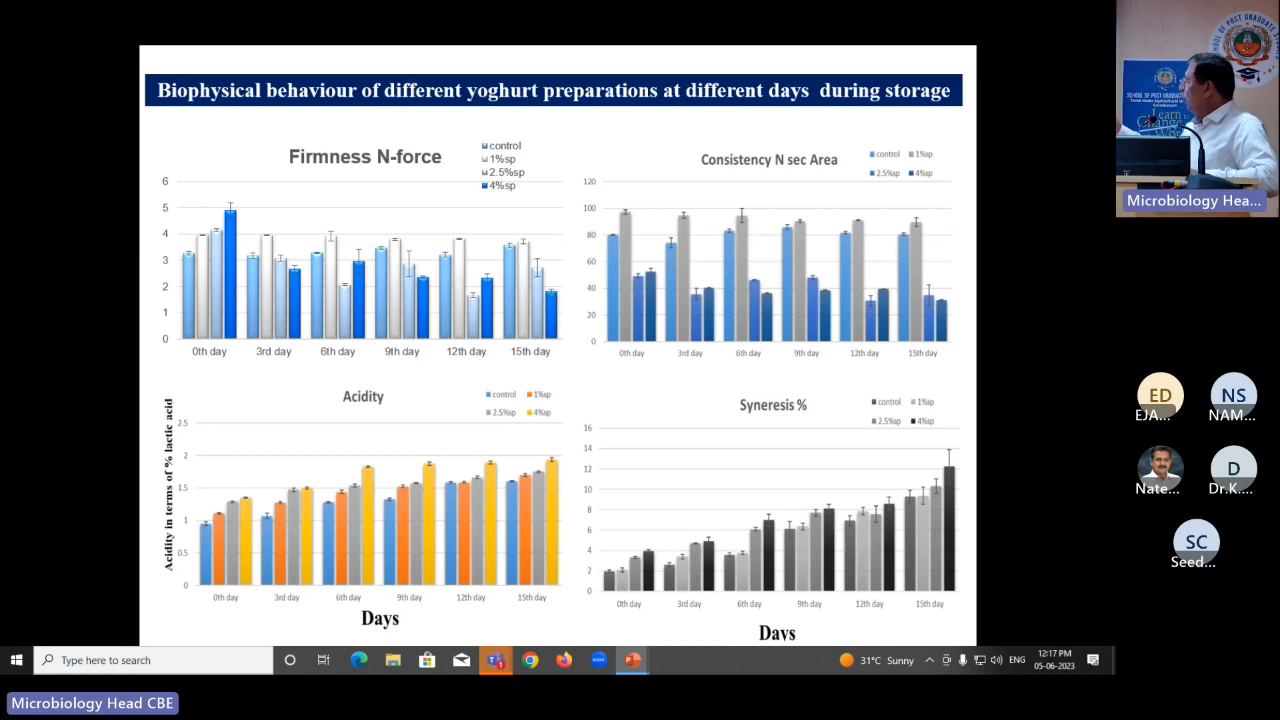 Biophysical behaviour of different yoghurt preparations at different days during storage
Firmness N-force
control
1%sp
2.5%sp
4%sp
6
5
4
3
2
1
0
0th day
3rd day
6th day
9th day
12th day
15th day
Consistency N sec Area
control
1%sp
2.5%sp
4%sp
120
100
80
60
40
20
0
0th day
3rd day
6th day
9th day
12th day
15th day
Acidity
control
1%sp
2.5%sp
4%sp
Acidity in terms of % lactic acid
2.5
2
1.5
1
0.5
0
0th day
3rd day
6th day
9th day
12th day
15th day
Days
Syneresis %
control
1%sp
2.5%sp
4%sp
16
14
12
10
8
6
4
2
0
0th day
3rd day
6th day
9th day
12th day
15th day
Days
SCHOOL OF POST GRADUATE
Learn
Change
Microbiology Hea...
ED
EJA...
NS
NAM...
Nate...
D
Dr.K....
SC
Seed...
Type here to search
31°C Sunny
ENG
12:17 PM
05-06-2023
Microbiology Head CBE